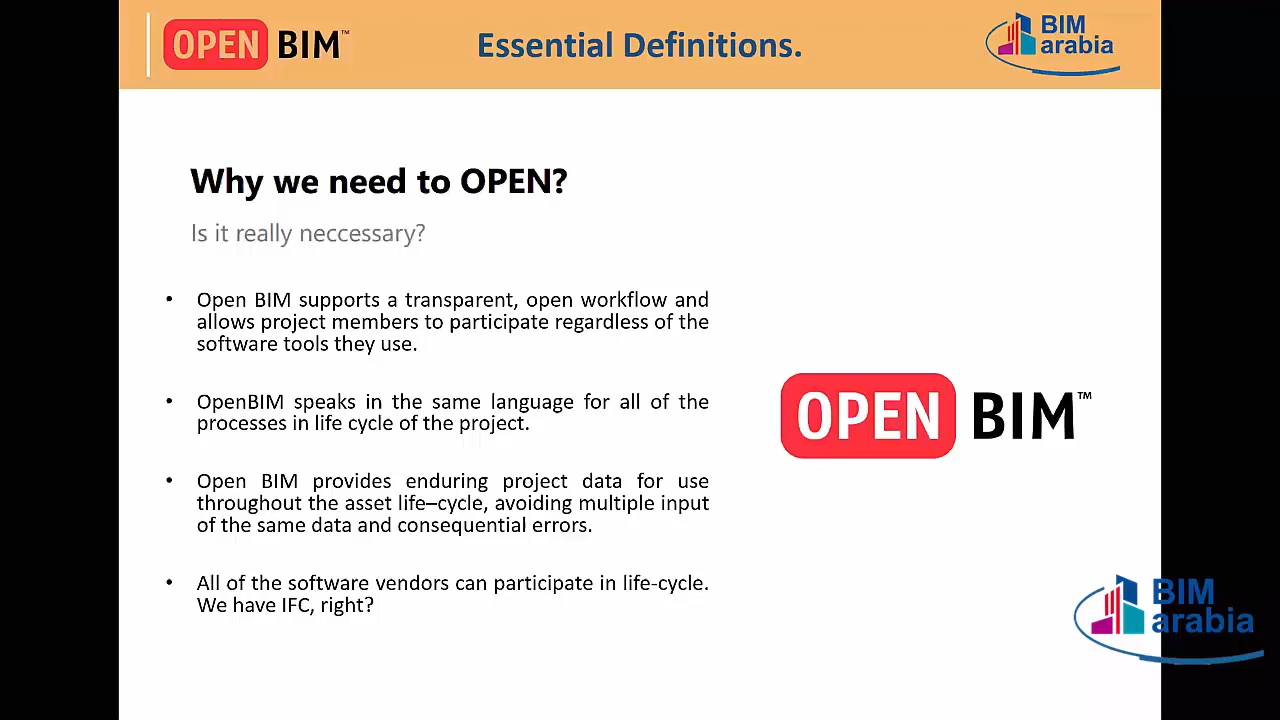 OPEN BIM™
Essential Definitions.
BIM
arabia
Why we need to OPEN?
Is it really neccessary?
• Open BIM supports a transparent, open workflow and
allows project members to participate regardless of the
software tools they use.
• OpenBIM speaks in the same language for all of the
processes in life cycle of the project.
• Open BIM provides enduring project data for use
throughout the asset life–cycle, avoiding multiple input
of the same data and consequential errors.
• All of the software vendors can participate in life-cycle.
We have IFC, right?
OPEN BIM™
BIM
arabia